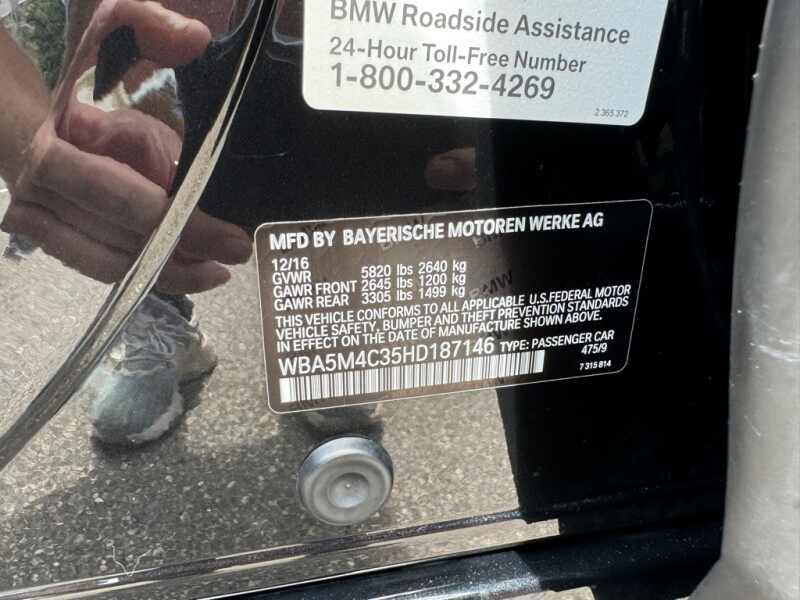 BMW Roadside Assistance
24-Hour Toll-Free Number
1-800-332-4269
2 365 372
MFD BY BAYERISCHE MOTOREN WERKE AG
12/16
GVWR 5820 lbs 2640 kg
GAWR FRONT 2645 lbs 1200 kg
GAWR REAR 3305 lbs 1499 kg
THIS VEHICLE CONFORMS TO ALL APPLICABLE U.S.FEDERAL MOTOR
VEHICLE SAFETY, BUMPER AND THEFT PREVENTION STANDARDS
IN EFFECT ON THE DATE OF MANUFACTURE SHOWN ABOVE.
WBA5M4C35HD187146 TYPE: PASSENGER CAR
475/9
7 315 814